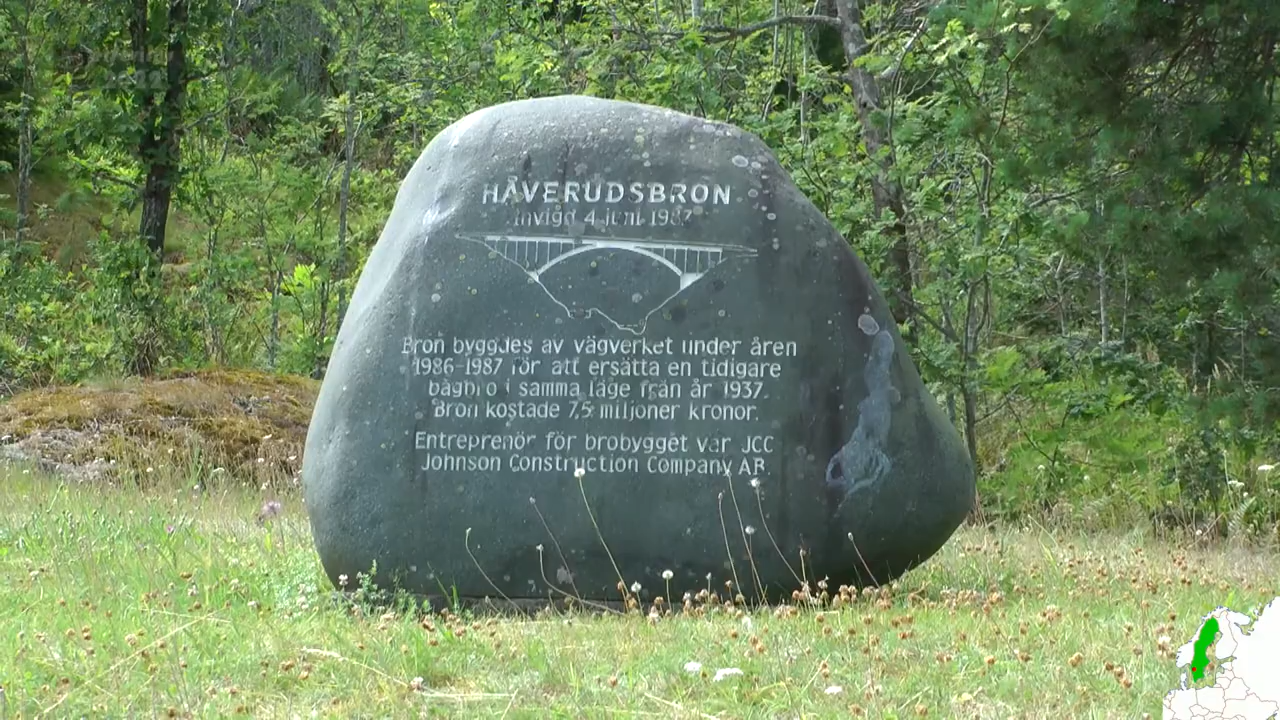 HÅVERUDSBRON
Invigd 4 juni 1987
Bron byggdes av vägverket under åren
1986-1987 för att ersätta en tidigare
bågbro i samma läge från år 1937.
Bron kostade 7,5 miljoner kronor.
Entreprenör för brobygget var JCC
Johnson Construction Company AB.